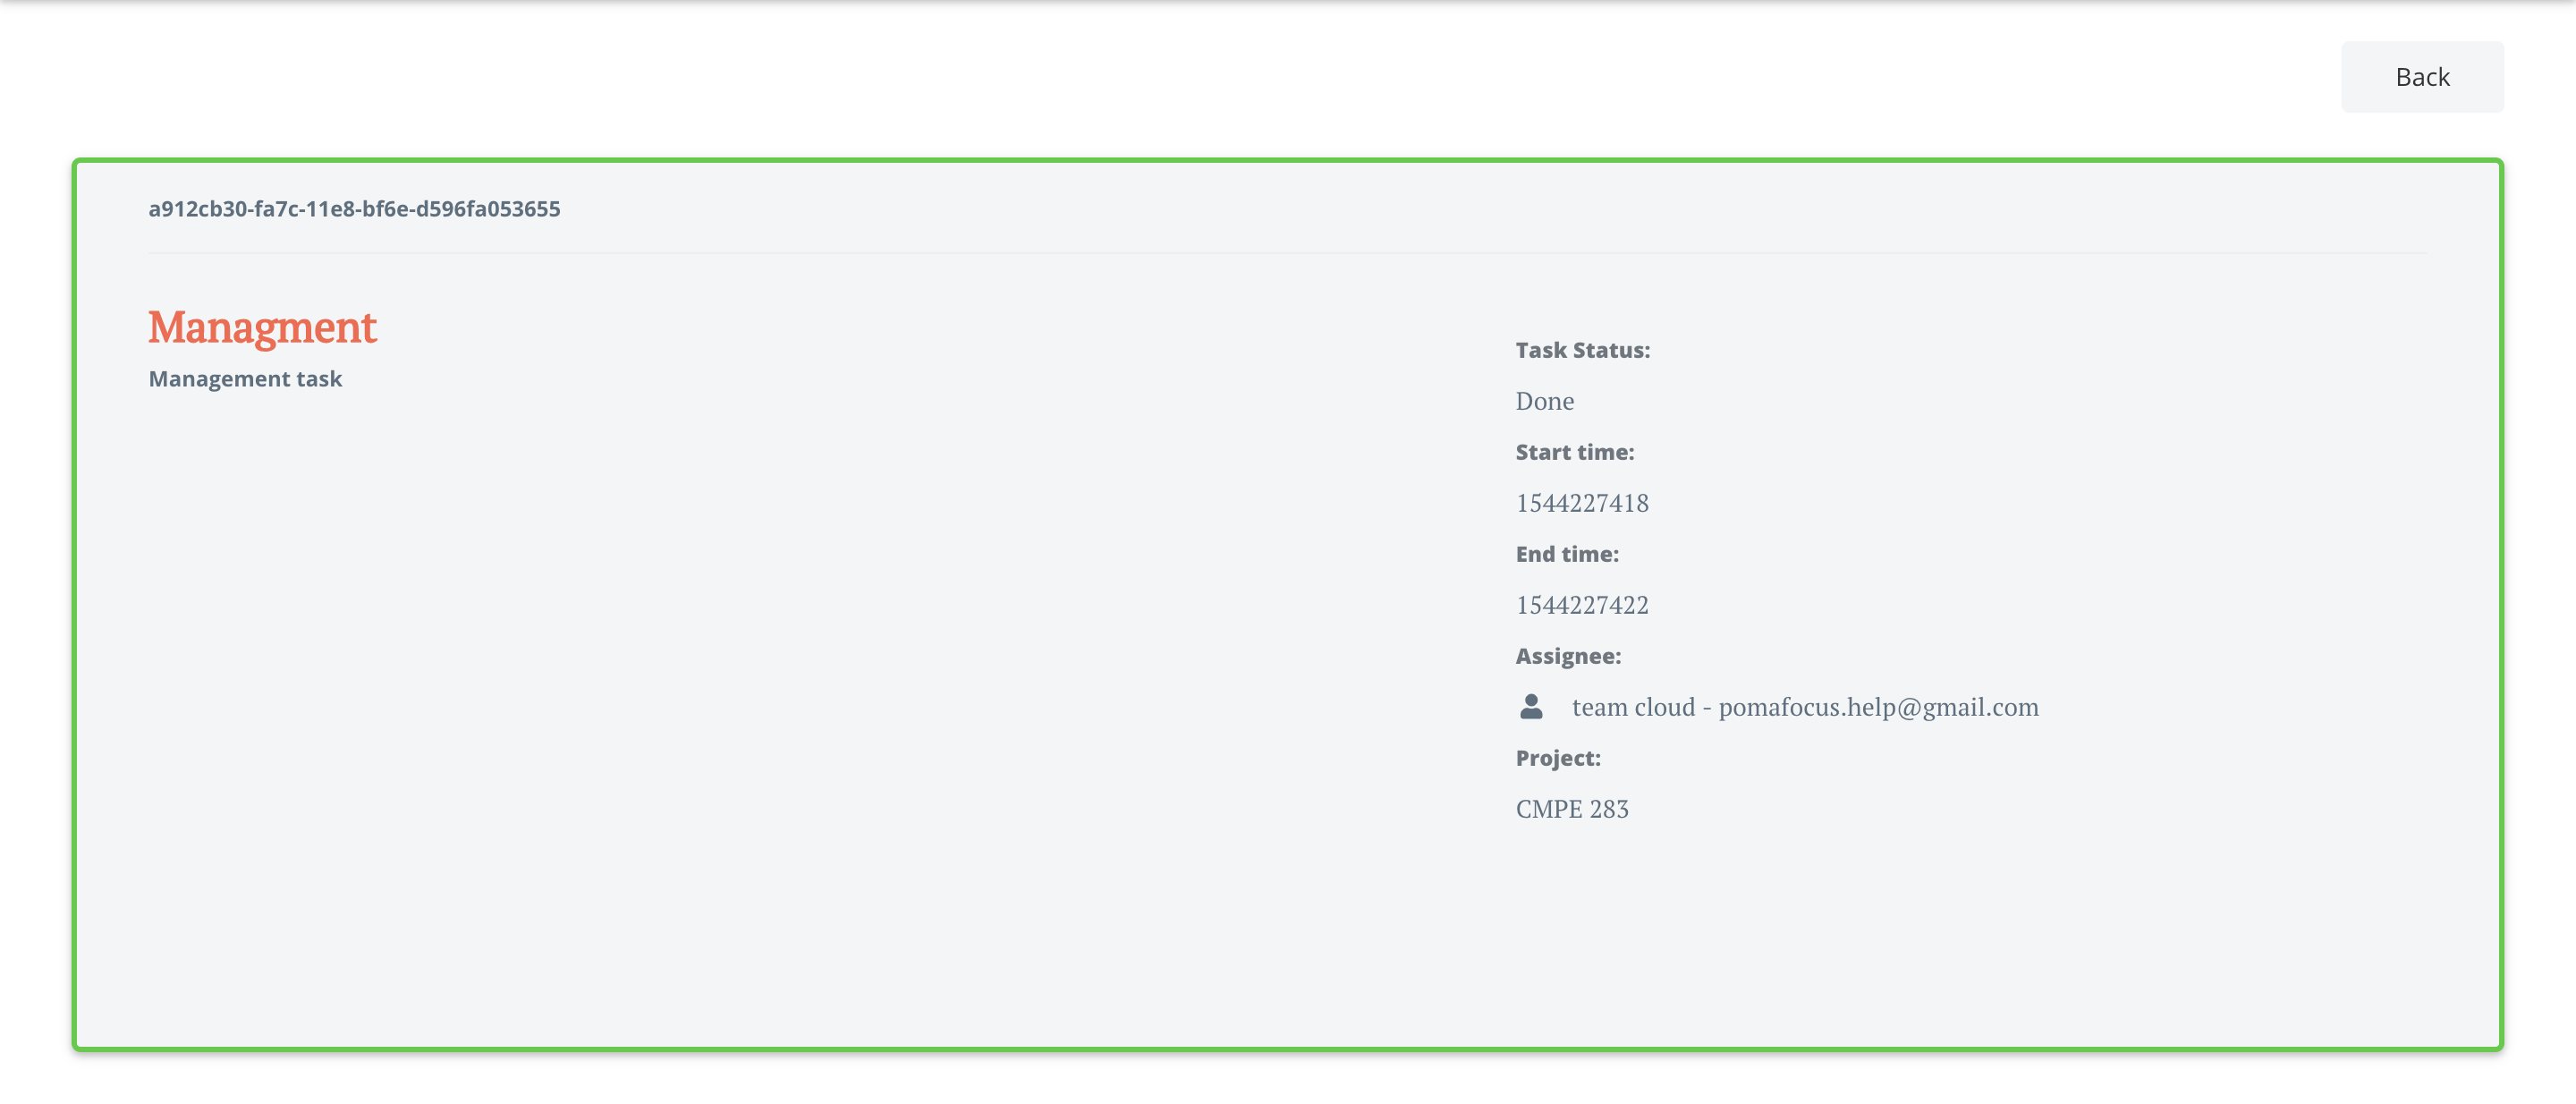 Back
a912cb30-fa7c-11e8-bf6e-d596fa053655
Managment
Management task
Task Status:
Done
Start time:
1544227418
End time:
1544227422
Assignee:
team cloud - pomafocus.help@gmail.com
Project:
CMPE 283